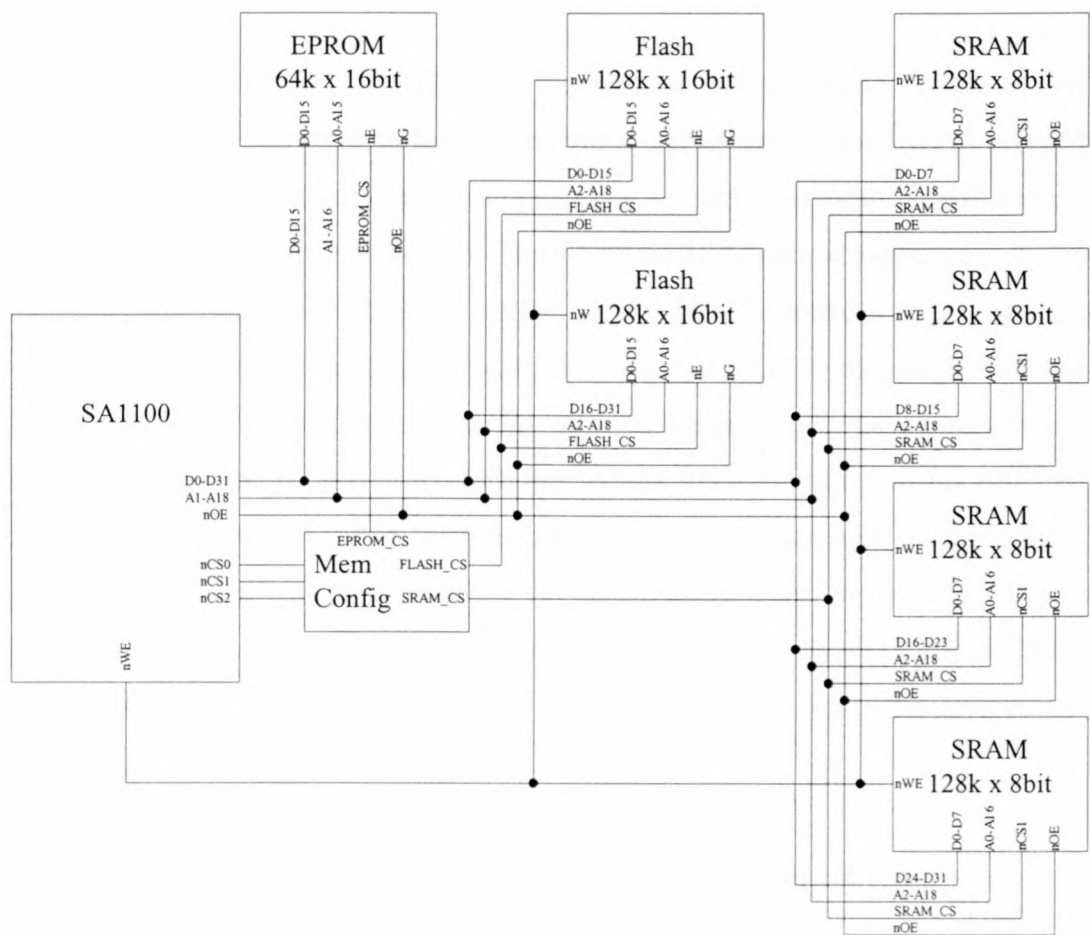 EPROM
64k x 16bit
D0-D15
A0-A15
nE
nG
D0-D15
A1-A16
EPROM_CS
nOE
Flash
nW 128k x 16bit
D0-D15
A0-A16
nE
nG
D0-D15
A2-A18
FLASH_CS
nOE
Flash
nW 128k x 16bit
D0-D15
A0-A16
nE
nG
D16-D31
A2-A18
FLASH_CS
nOE
SRAM
nWE 128k x 8bit
D0-D7
A0-A16
nCS1
nOE
D0-D7
A2-A18
SRAM_CS
nOE
SRAM
nWE 128k x 8bit
D0-D7
A0-A16
nCS1
nOE
D8-D15
A2-A18
SRAM_CS
nOE
SRAM
nWE 128k x 8bit
D0-D7
A0-A16
nCS1
nOE
D16-D23
A2-A18
SRAM_CS
nOE
SRAM
nWE 128k x 8bit
D0-D7
A0-A16
nCS1
nOE
D24-D31
A2-A18
SRAM_CS
nOE
SA1100
D0-D31
A1-A18
nOE
nCS0
nCS1
nCS2
nWE
EPROM_CS
Mem FLASH_CS
Config SRAM_CS